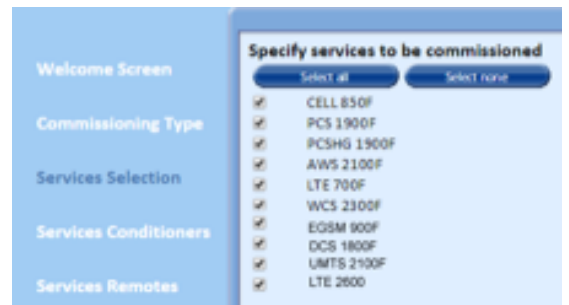 Welcome Screen
Commissioning Type
Services Selection
Services Conditioners
Services Remotes
Specify services to be commissioned
Select all
Select none
CELL 850F
PCS 1900F
PCSHG 1900F
AWS 2100F
LTE 700F
WCS 2300F
EGSM 900F
DCS 1800F
UMTS 2100F
LTE 2600